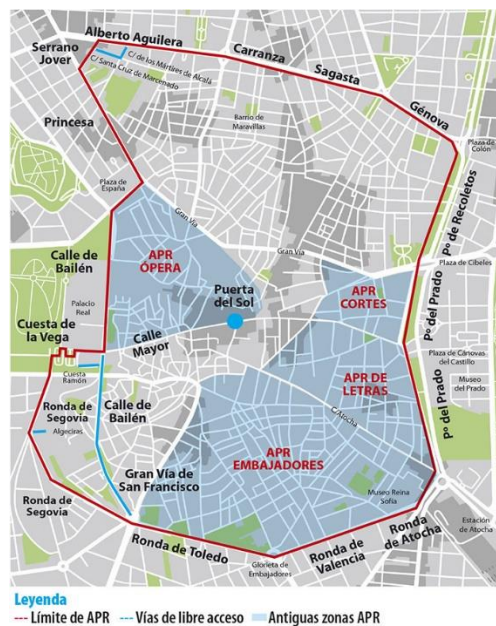 Alberto Aguilera
Serrano
Jover
C/ de los Mártires de Alcalá
C/ Santa Cruz de Marcenado
Carranza
Sagasta
Génova
Princesa
Barrio de
Maravillas
Plaza de
Colón
Plaza de
España
Gran Vía
Pº de Recoletos
Calle de
Bailén
APR
ÓPERA
Gran Vía
Plaza de Cibeles
Puerta
del Sol
APR
CORTES
Palacio
Real
Cuesta de
la Vega
Calle
Mayor
Pº del Prado
Plaza de Cánovas
del Castillo
Cuesta
Ramón
APR DE
LETRAS
Museo
del Prado
Ronda de
Segovia
Calle de
Bailén
C/Atocha
Pº del Prado
Algeciras
APR
EMBAJADORES
Gran Vía de
San Francisco
Ronda de
Segovia
Museo Reina
Sofía
Ronda de Toledo
Glorieta de
Embajadores
Ronda de
Valencia
Ronda
de Atocha
Estación
de Atocha
Leyenda
Límite de APR
Vías de libre acceso
Antiguas zonas APR